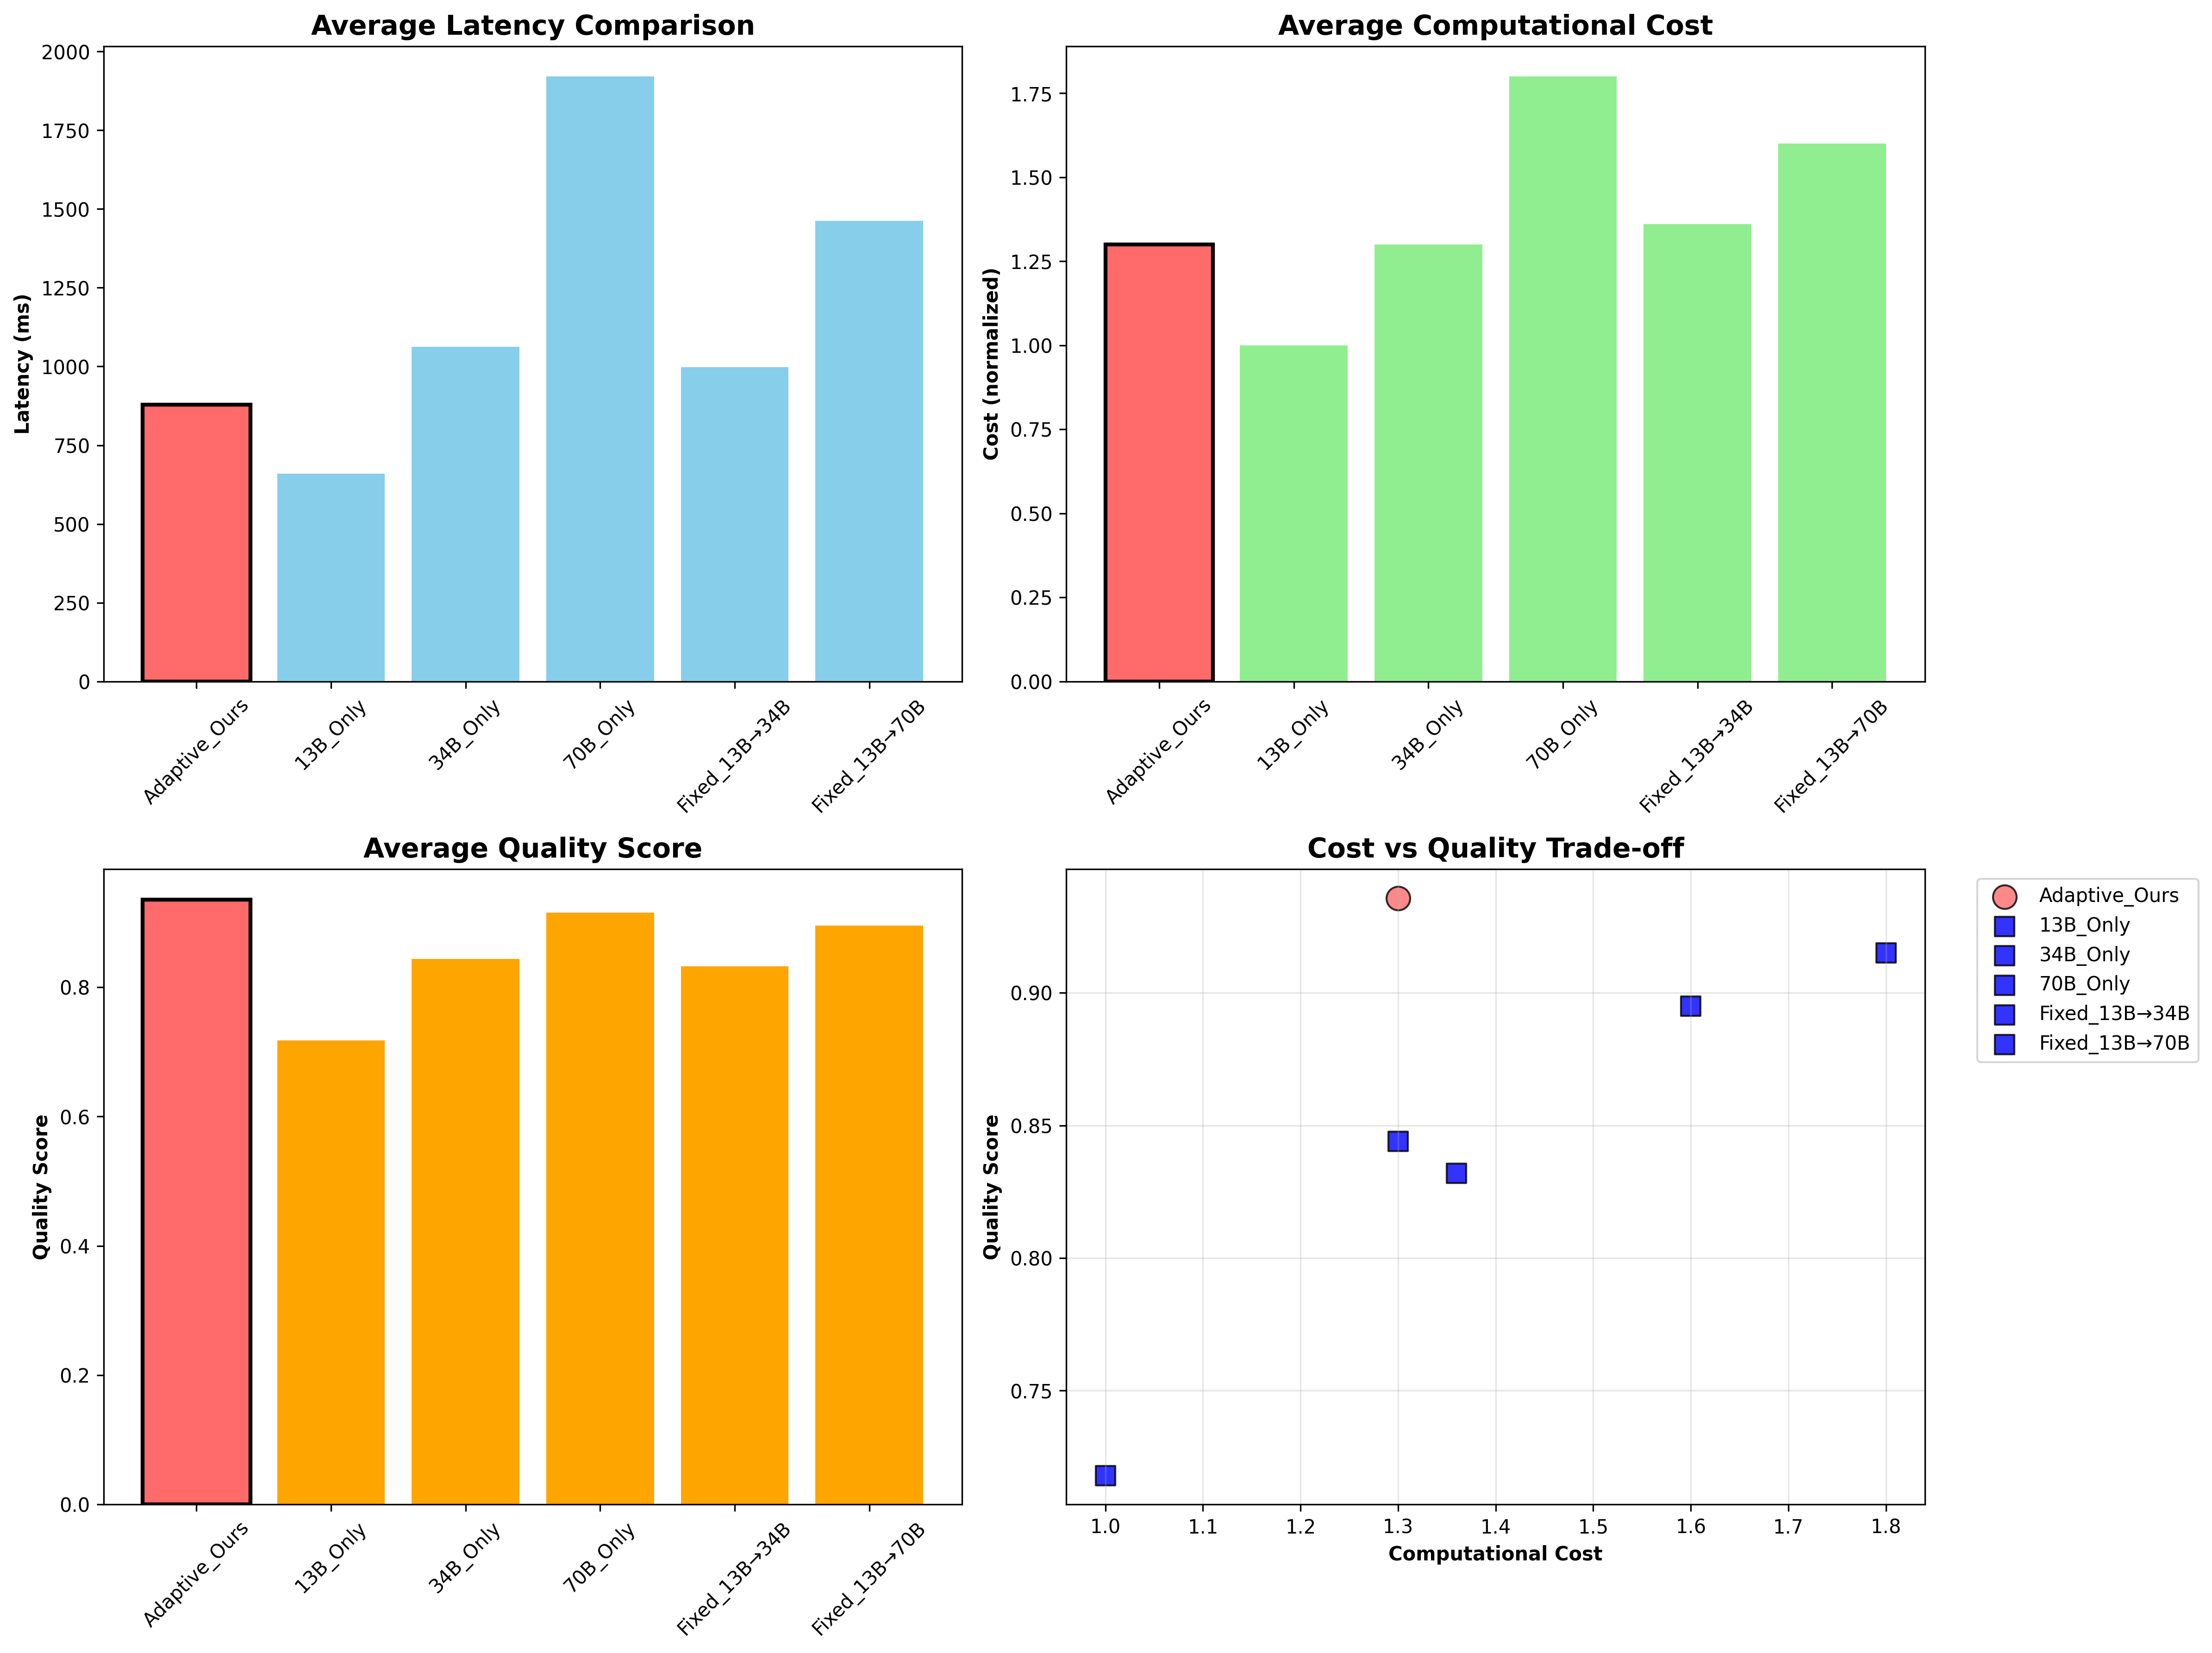 Average Latency Comparison
Latency (ms)
2000
1750
1500
1250
1000
750
500
250
0
Adaptive_Ours
13B_Only
34B_Only
70B_Only
Fixed_13B→34B
Fixed_13B→70B
Average Computational Cost
Cost (normalized)
1.75
1.50
1.25
1.00
0.75
0.50
0.25
0.00
Adaptive_Ours
13B_Only
34B_Only
70B_Only
Fixed_13B→34B
Fixed_13B→70B
Average Quality Score
Quality Score
0.8
0.6
0.4
0.2
0.0
Adaptive_Ours
13B_Only
34B_Only
70B_Only
Fixed_13B→34B
Fixed_13B→70B
Cost vs Quality Trade-off
Quality Score
0.90
0.85
0.80
0.75
1.0 1.1 1.2 1.3 1.4 1.5 1.6 1.7 1.8
Computational Cost
Adaptive_Ours
13B_Only
34B_Only
70B_Only
Fixed_13B→34B
Fixed_13B→70B